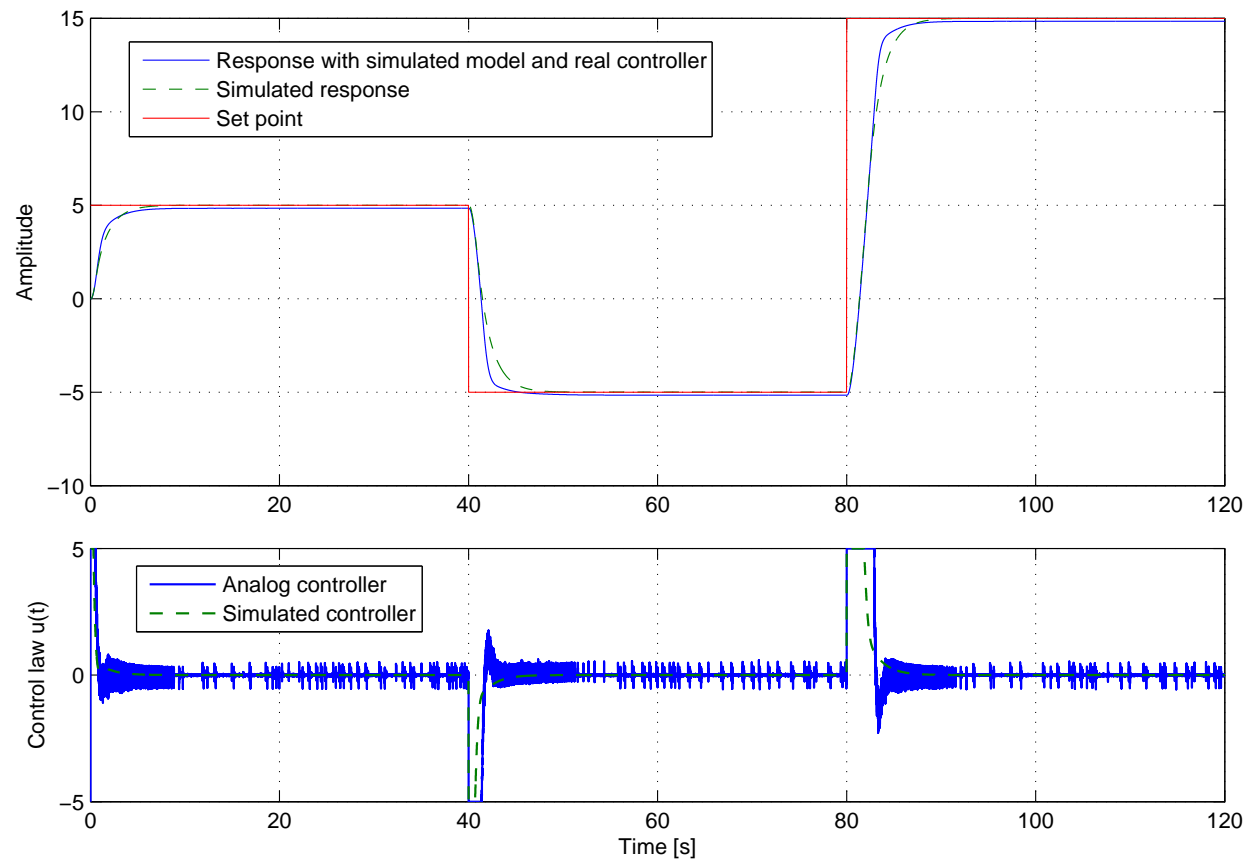 15
10
5
0
−5
−10
Amplitude
Response with simulated model and real controller
Simulated response
Set point
0 20 40 60 80 100 120
5
0
−5
Control law u(t)
Analog controller
Simulated controller
0 20 40 60 80 100 120
Time [s]